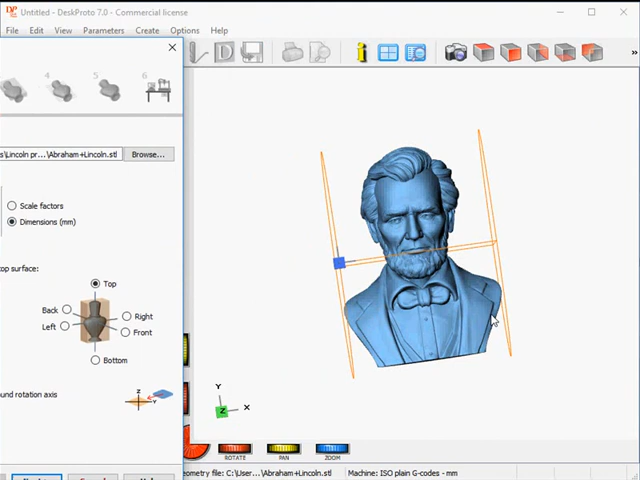 Untitled - DeskProto 7.0 - Commercial license
File Edit View Parameters Create Options Help
4 5 6
s\Lincoln pr...\Abraham+Lincoln.stl Browse...
Scale factors
Dimensions (mm)
top surface:
Top
Back
Right
Left
Front
Bottom
und rotation axis
Z
Y
Y
Z X
ROTATE PAN ZOOM
eometry file: C:\User...\Abraham+Lincoln.stl Machine: ISO plain G-codes - mm